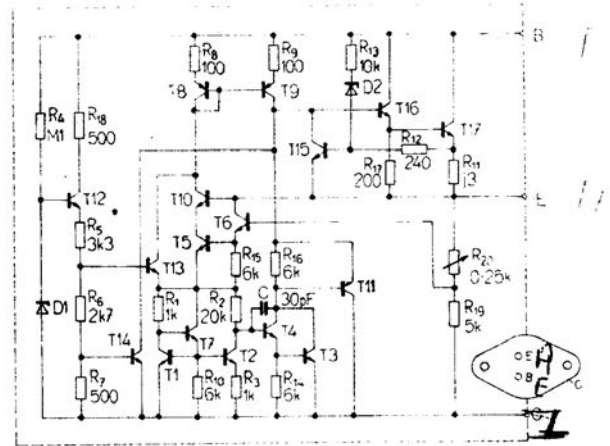 R8
100
R9
100
R13
10k
B
D2
T8
T9
T16
R4
M1
R18
500
T17
T15
R12
240
R11
j3
R17
200
T12
T10
E
T6
R5
3k3
T5
R20
0.25k
T13
R15
6k
R16
6k
D1
R6
2k7
R1
1k
R2
20k
C
30pF
T11
R19
5k
T14
T7
T4
T1
T2
T3
E
B
C
E
R7
500
R10
6k
R3
1k
R14
6k
C